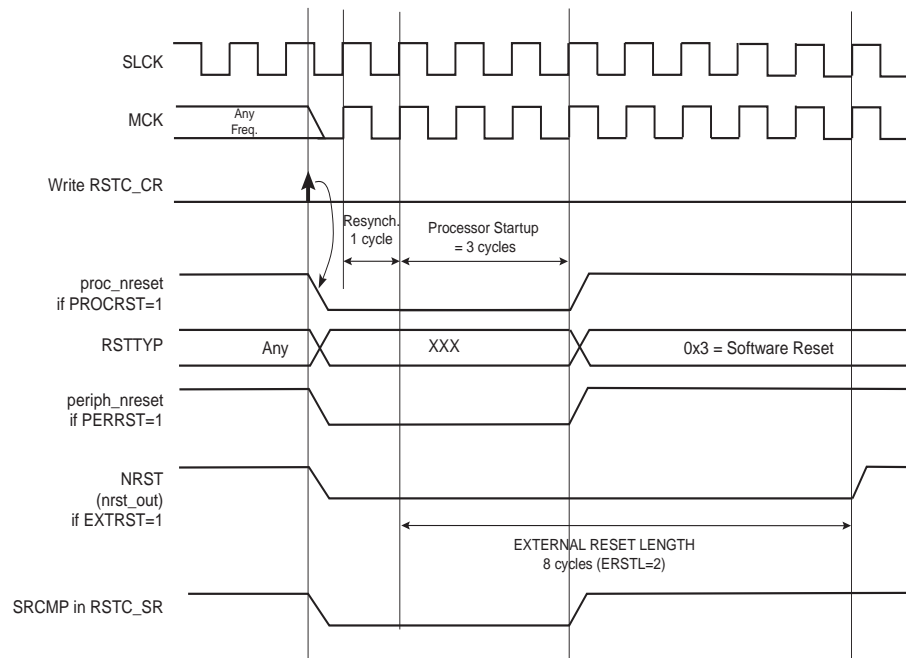 SLCK
MCK
Any
Freq.
Write RSTC_CR
Resynch.
1 cycle
Processor Startup
= 3 cycles
proc_nreset
if PROCRST=1
RSTTYP
Any
XXX
0x3 = Software Reset
periph_nreset
if PERRST=1
NRST
(nrst_out)
if EXTRST=1
EXTERNAL RESET LENGTH
8 cycles (ERSTL=2)
SRCMP in RSTC_SR